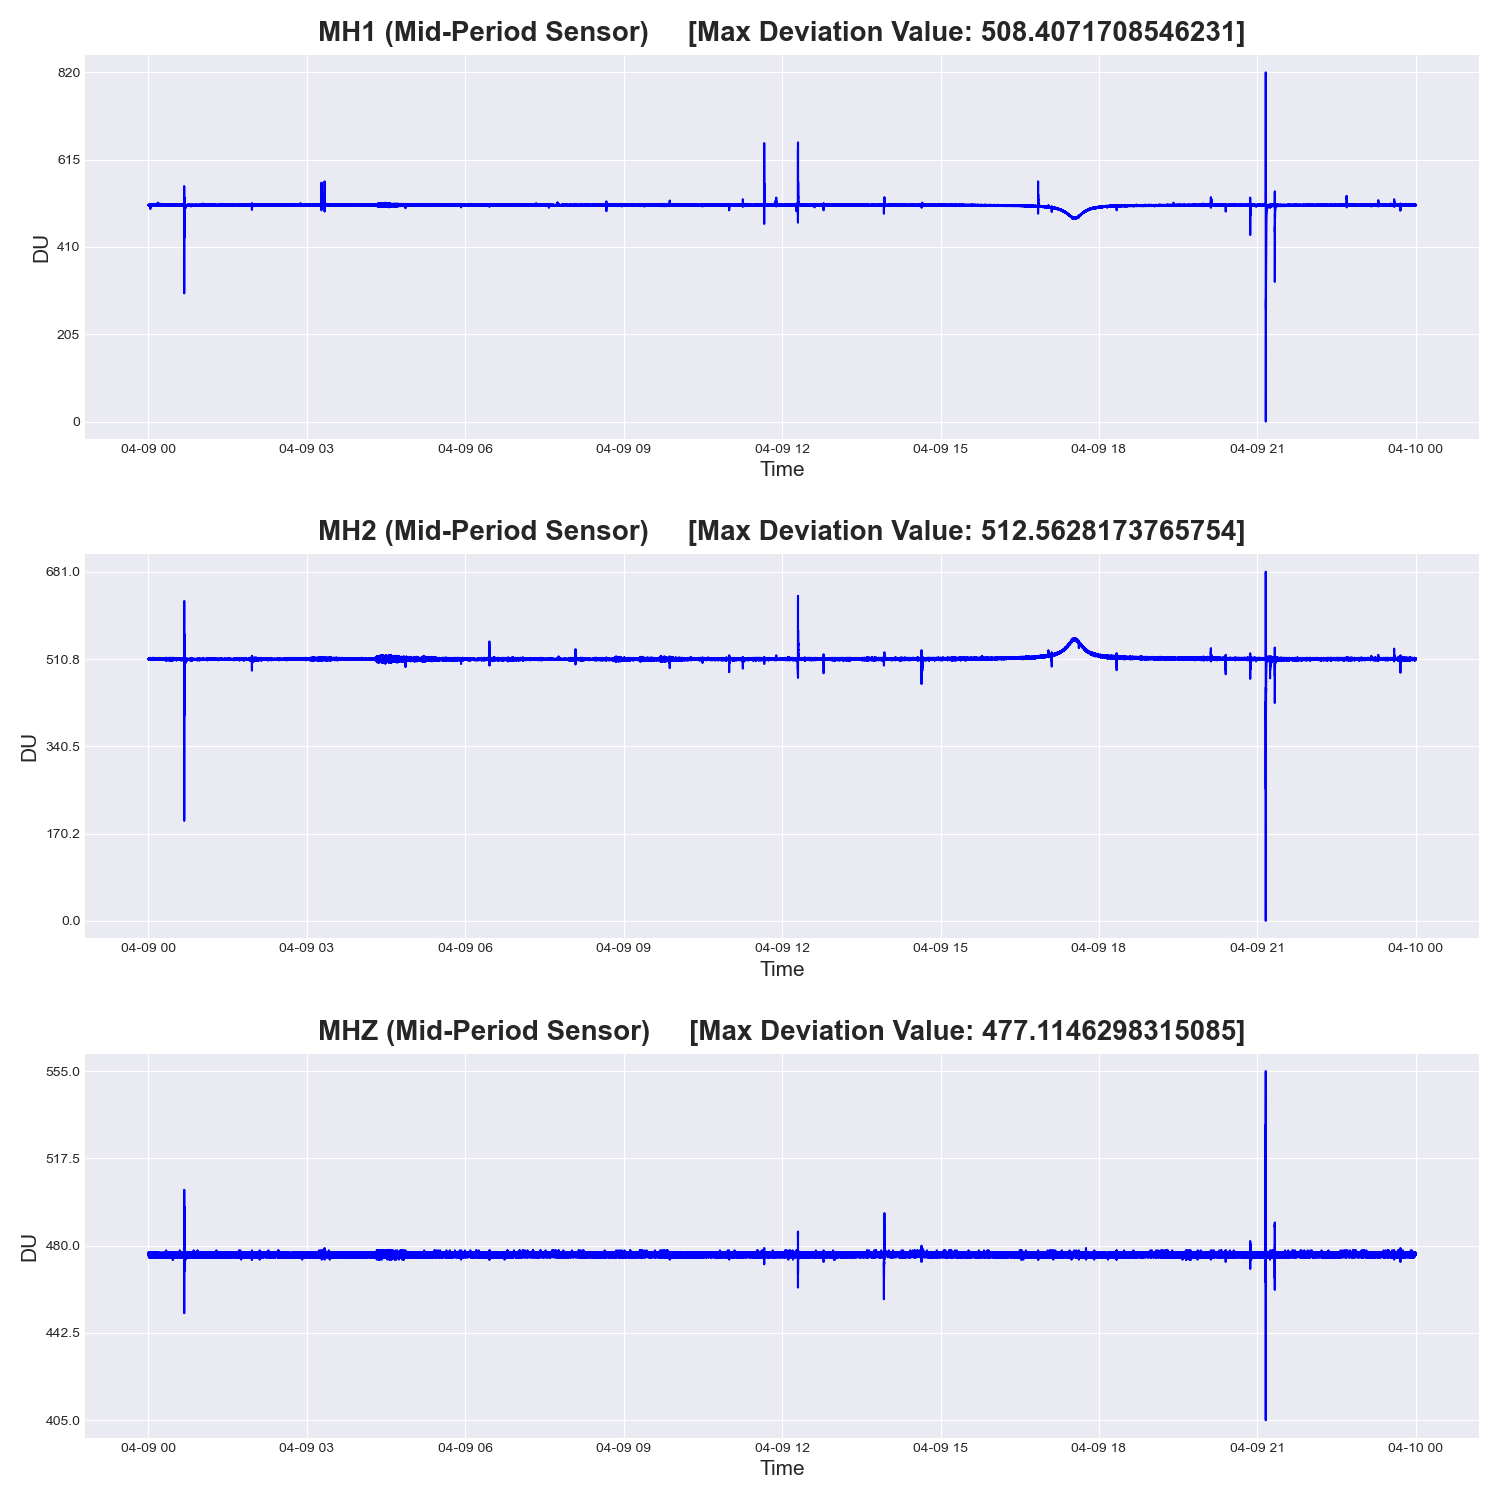 MH1 (Mid-Period Sensor) [Max Deviation Value: 508.4071708546231]
820
615
410
205
0
DU
04-09 00 04-09 03 04-09 06 04-09 09 04-09 12 04-09 15 04-09 18 04-09 21 04-10 00
Time
MH2 (Mid-Period Sensor) [Max Deviation Value: 512.5628173765754]
681.0
510.8
340.5
170.2
0.0
DU
04-09 00 04-09 03 04-09 06 04-09 09 04-09 12 04-09 15 04-09 18 04-09 21 04-10 00
Time
MHZ (Mid-Period Sensor) [Max Deviation Value: 477.1146298315085]
555.0
517.5
480.0
442.5
405.0
DU
04-09 00 04-09 03 04-09 06 04-09 09 04-09 12 04-09 15 04-09 18 04-09 21 04-10 00
Time